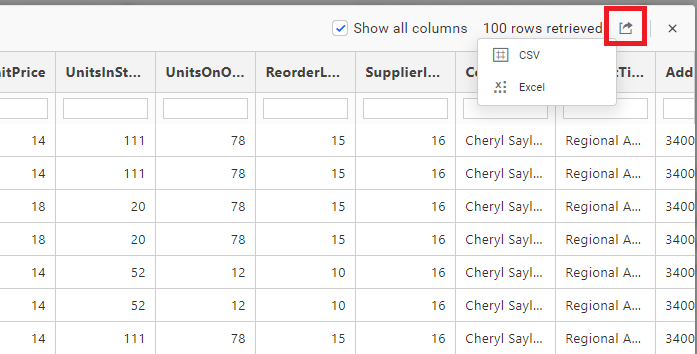 Show all columns 100 rows retrieved
CSV
Excel
nitPrice UnitsInSt... UnitsOnO... ReorderL... SupplierI... Co tTi... Add
14 111 78 15 16 Cheryl Sayl... Regional A... 3400
14 111 78 15 16 Cheryl Sayl... Regional A... 3400
18 20 78 15 16 Cheryl Sayl... Regional A... 3400
18 20 78 15 16 Cheryl Sayl... Regional A... 3400
14 52 12 10 16 Cheryl Sayl... Regional A... 3400
14 52 12 10 16 Cheryl Sayl... Regional A... 3400
14 111 78 15 16 Cheryl Sayl... Regional A... 3400